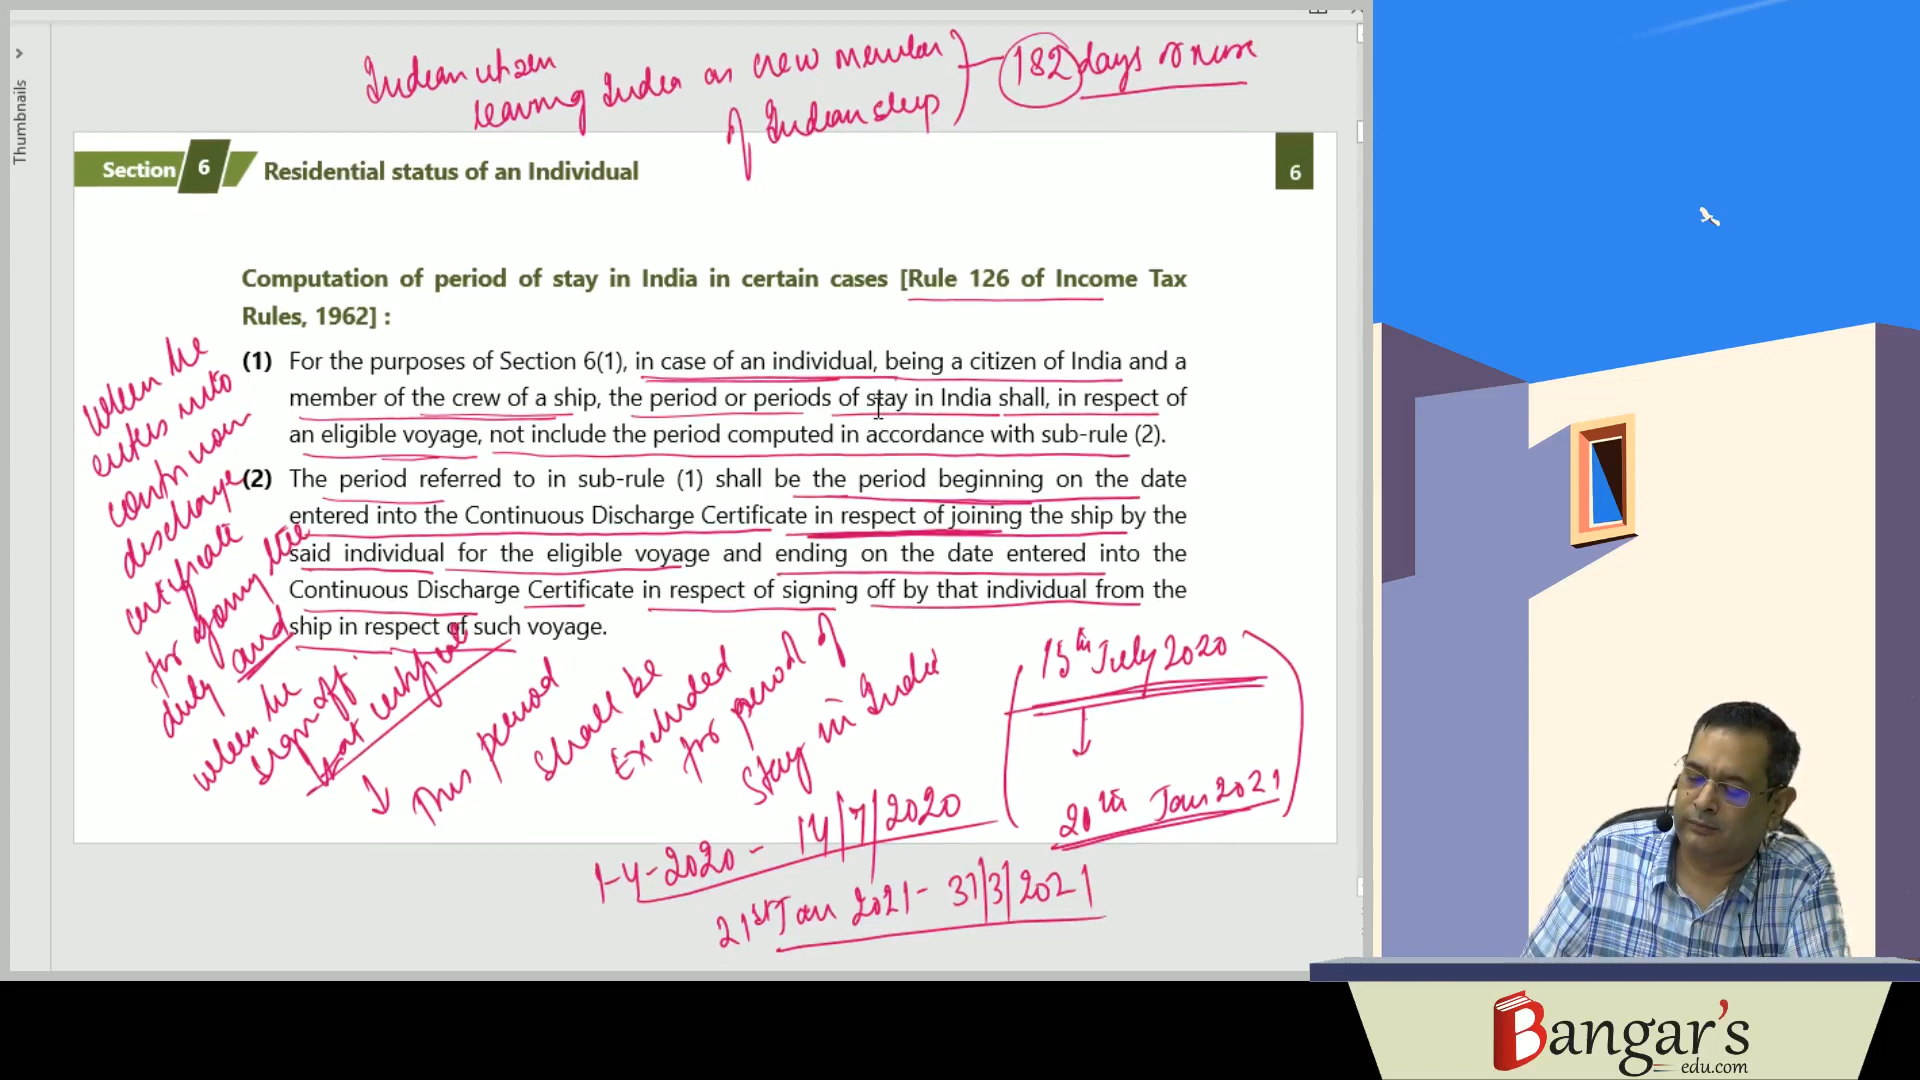 Indian citizen
leaving India as crew member
of Indian ship
182 days or more
Thumbnails
Section 6 Residential status of an Individual
6
Computation of period of stay in India in certain cases [Rule 126 of Income Tax
Rules, 1962] :
(1) For the purposes of Section 6(1), in case of an individual, being a citizen of India and a
member of the crew of a ship, the period or periods of stay in India shall, in respect of
an eligible voyage, not include the period computed in accordance with sub-rule (2).
(2) The period referred to in sub-rule (1) shall be the period beginning on the date
entered into the Continuous Discharge Certificate in respect of joining the ship by the
said individual for the eligible voyage and ending on the date entered into the
Continuous Discharge Certificate in respect of signing off by that individual from the
ship in respect of such voyage.
when he
enters into
continuous
discharge
certificate
for joining the
duty and
when he
sign off
that certificate
This period
shall be
Excluded
for period of
stay in India
15th July 2020
20th Jan 2021
1-4-2020 - 14/7/2020
21st Jan 2021 - 31/3/2021
Bangar's
edu.com